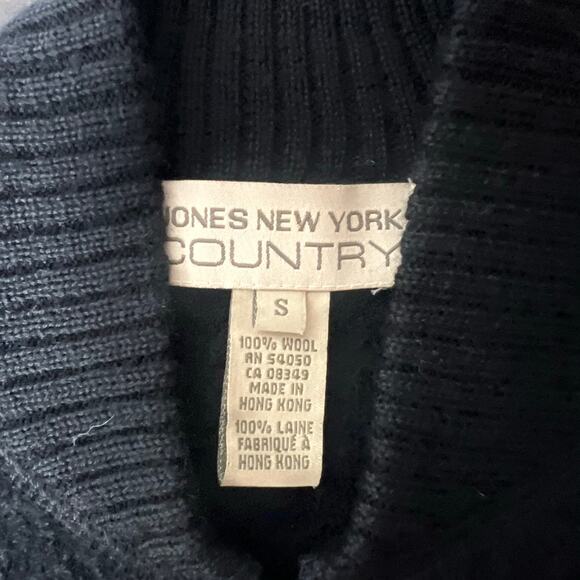 JONES NEW YORK
COUNTRY
S
100% WOOL
RN 54050
CA 08349
MADE IN
HONG KONG
100% LAINE
FABRIQUÉ À
HONG KONG